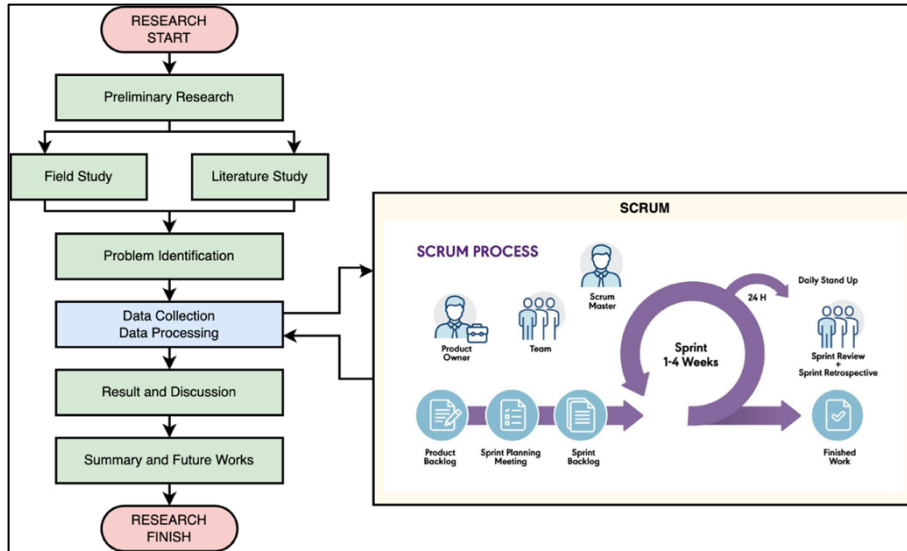 RESEARCH
START
Preliminary Research
Field Study
Literature Study
Problem Identification
Data Collection
Data Processing
Result and Discussion
Summary and Future Works
RESEARCH
FINISH
SCRUM
SCRUM PROCESS
Product
Owner
Team
Scrum
Master
Sprint
1-4 Weeks
24 H
Daily Stand Up
Sprint Review
+
Sprint Retrospective
Product
Backlog
Sprint Planning
Meeting
Sprint
Backlog
Finished
Work